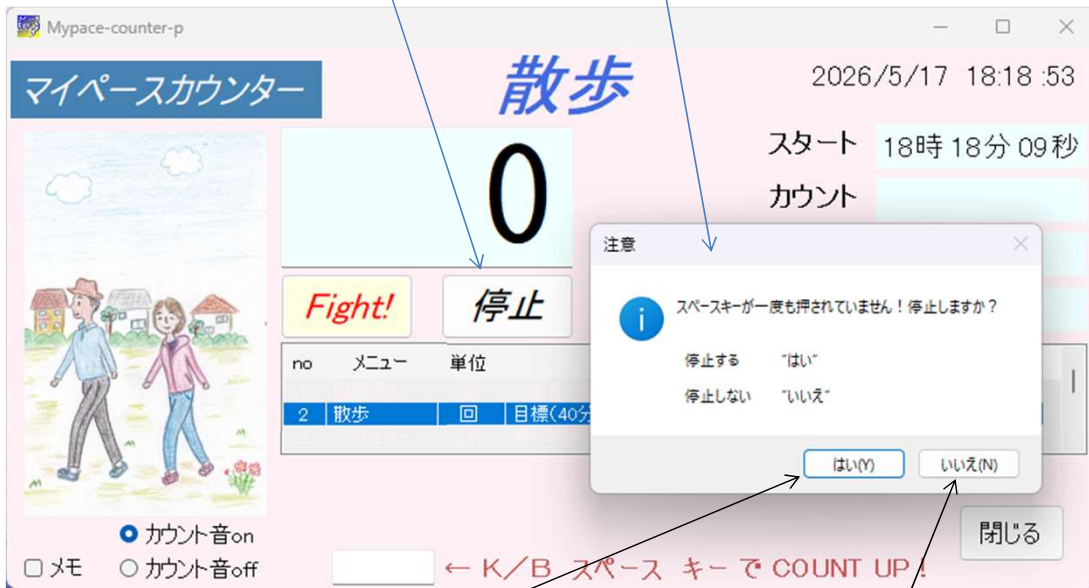 Mypace-counter-p
マイペースカウンター
散歩
2026/5/17 18:18 :53
0
スタート 18時 18分 09秒
カウント
注意
スペースキーが一度も押されていません！停止しますか？
停止する "はい"
停止しない "いいえ"
はい(Y) いいえ(N)
Fight! 停止
no メニュー 単位
2 散歩 回 目標(40分
カウント音on
メモ カウント音off
← K／B スペース キー で COUNT UP！
閉じる